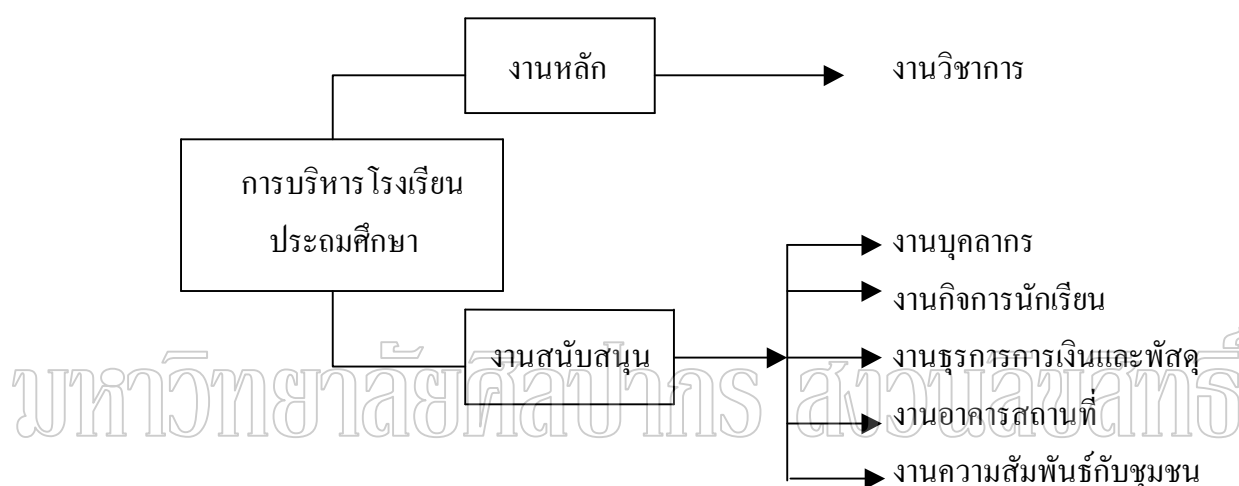 งานหลัก
งานวิชาการ
การบริหารโรงเรียน
ประถมศึกษา
งานสนับสนุน
งานบุคลากร
งานกิจการนักเรียน
งานธุรการการเงินและพัสดุ
งานอาคารสถานที่
งานความสัมพันธ์กับชุมชน
มหาวิทยาลัยศิลปากร สงวนลิขสิทธิ์